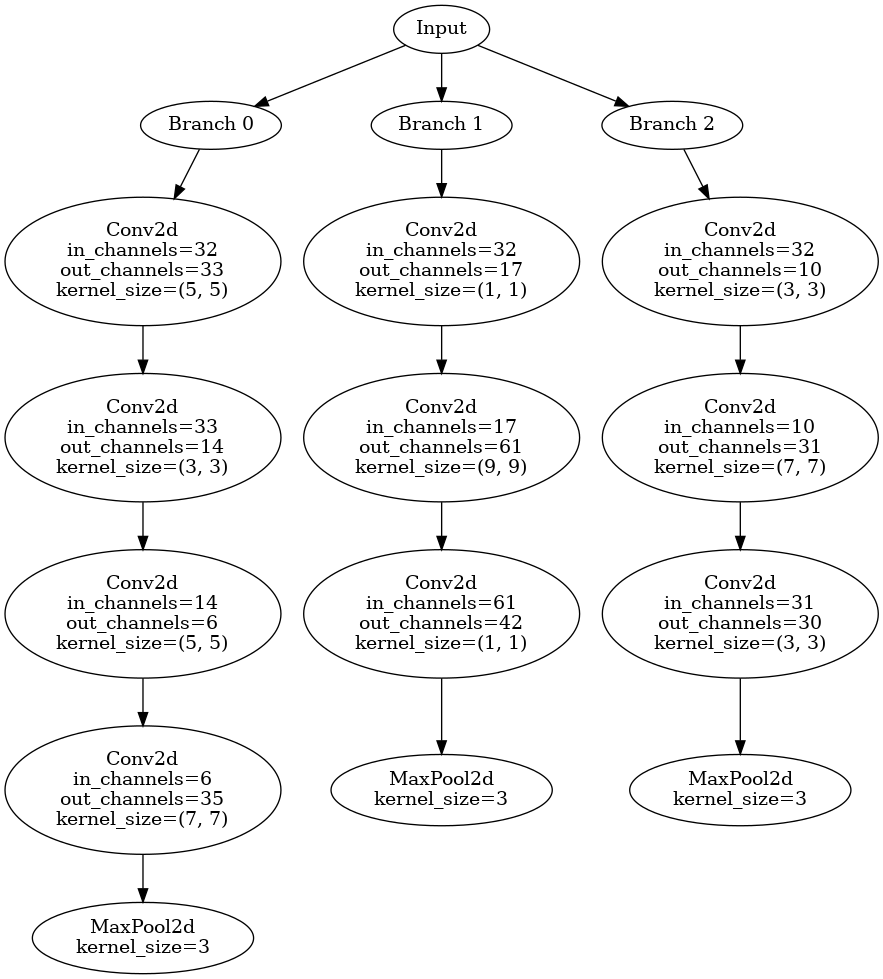 Input
Branch 0
Branch 1
Branch 2
Conv2d
in_channels=32
out_channels=33
kernel_size=(5, 5)
Conv2d
in_channels=32
out_channels=17
kernel_size=(1, 1)
Conv2d
in_channels=32
out_channels=10
kernel_size=(3, 3)
Conv2d
in_channels=33
out_channels=14
kernel_size=(3, 3)
Conv2d
in_channels=17
out_channels=61
kernel_size=(9, 9)
Conv2d
in_channels=10
out_channels=31
kernel_size=(7, 7)
Conv2d
in_channels=14
out_channels=6
kernel_size=(5, 5)
Conv2d
in_channels=61
out_channels=42
kernel_size=(1, 1)
Conv2d
in_channels=31
out_channels=30
kernel_size=(3, 3)
Conv2d
in_channels=6
out_channels=35
kernel_size=(7, 7)
MaxPool2d
kernel_size=3
MaxPool2d
kernel_size=3
MaxPool2d
kernel_size=3